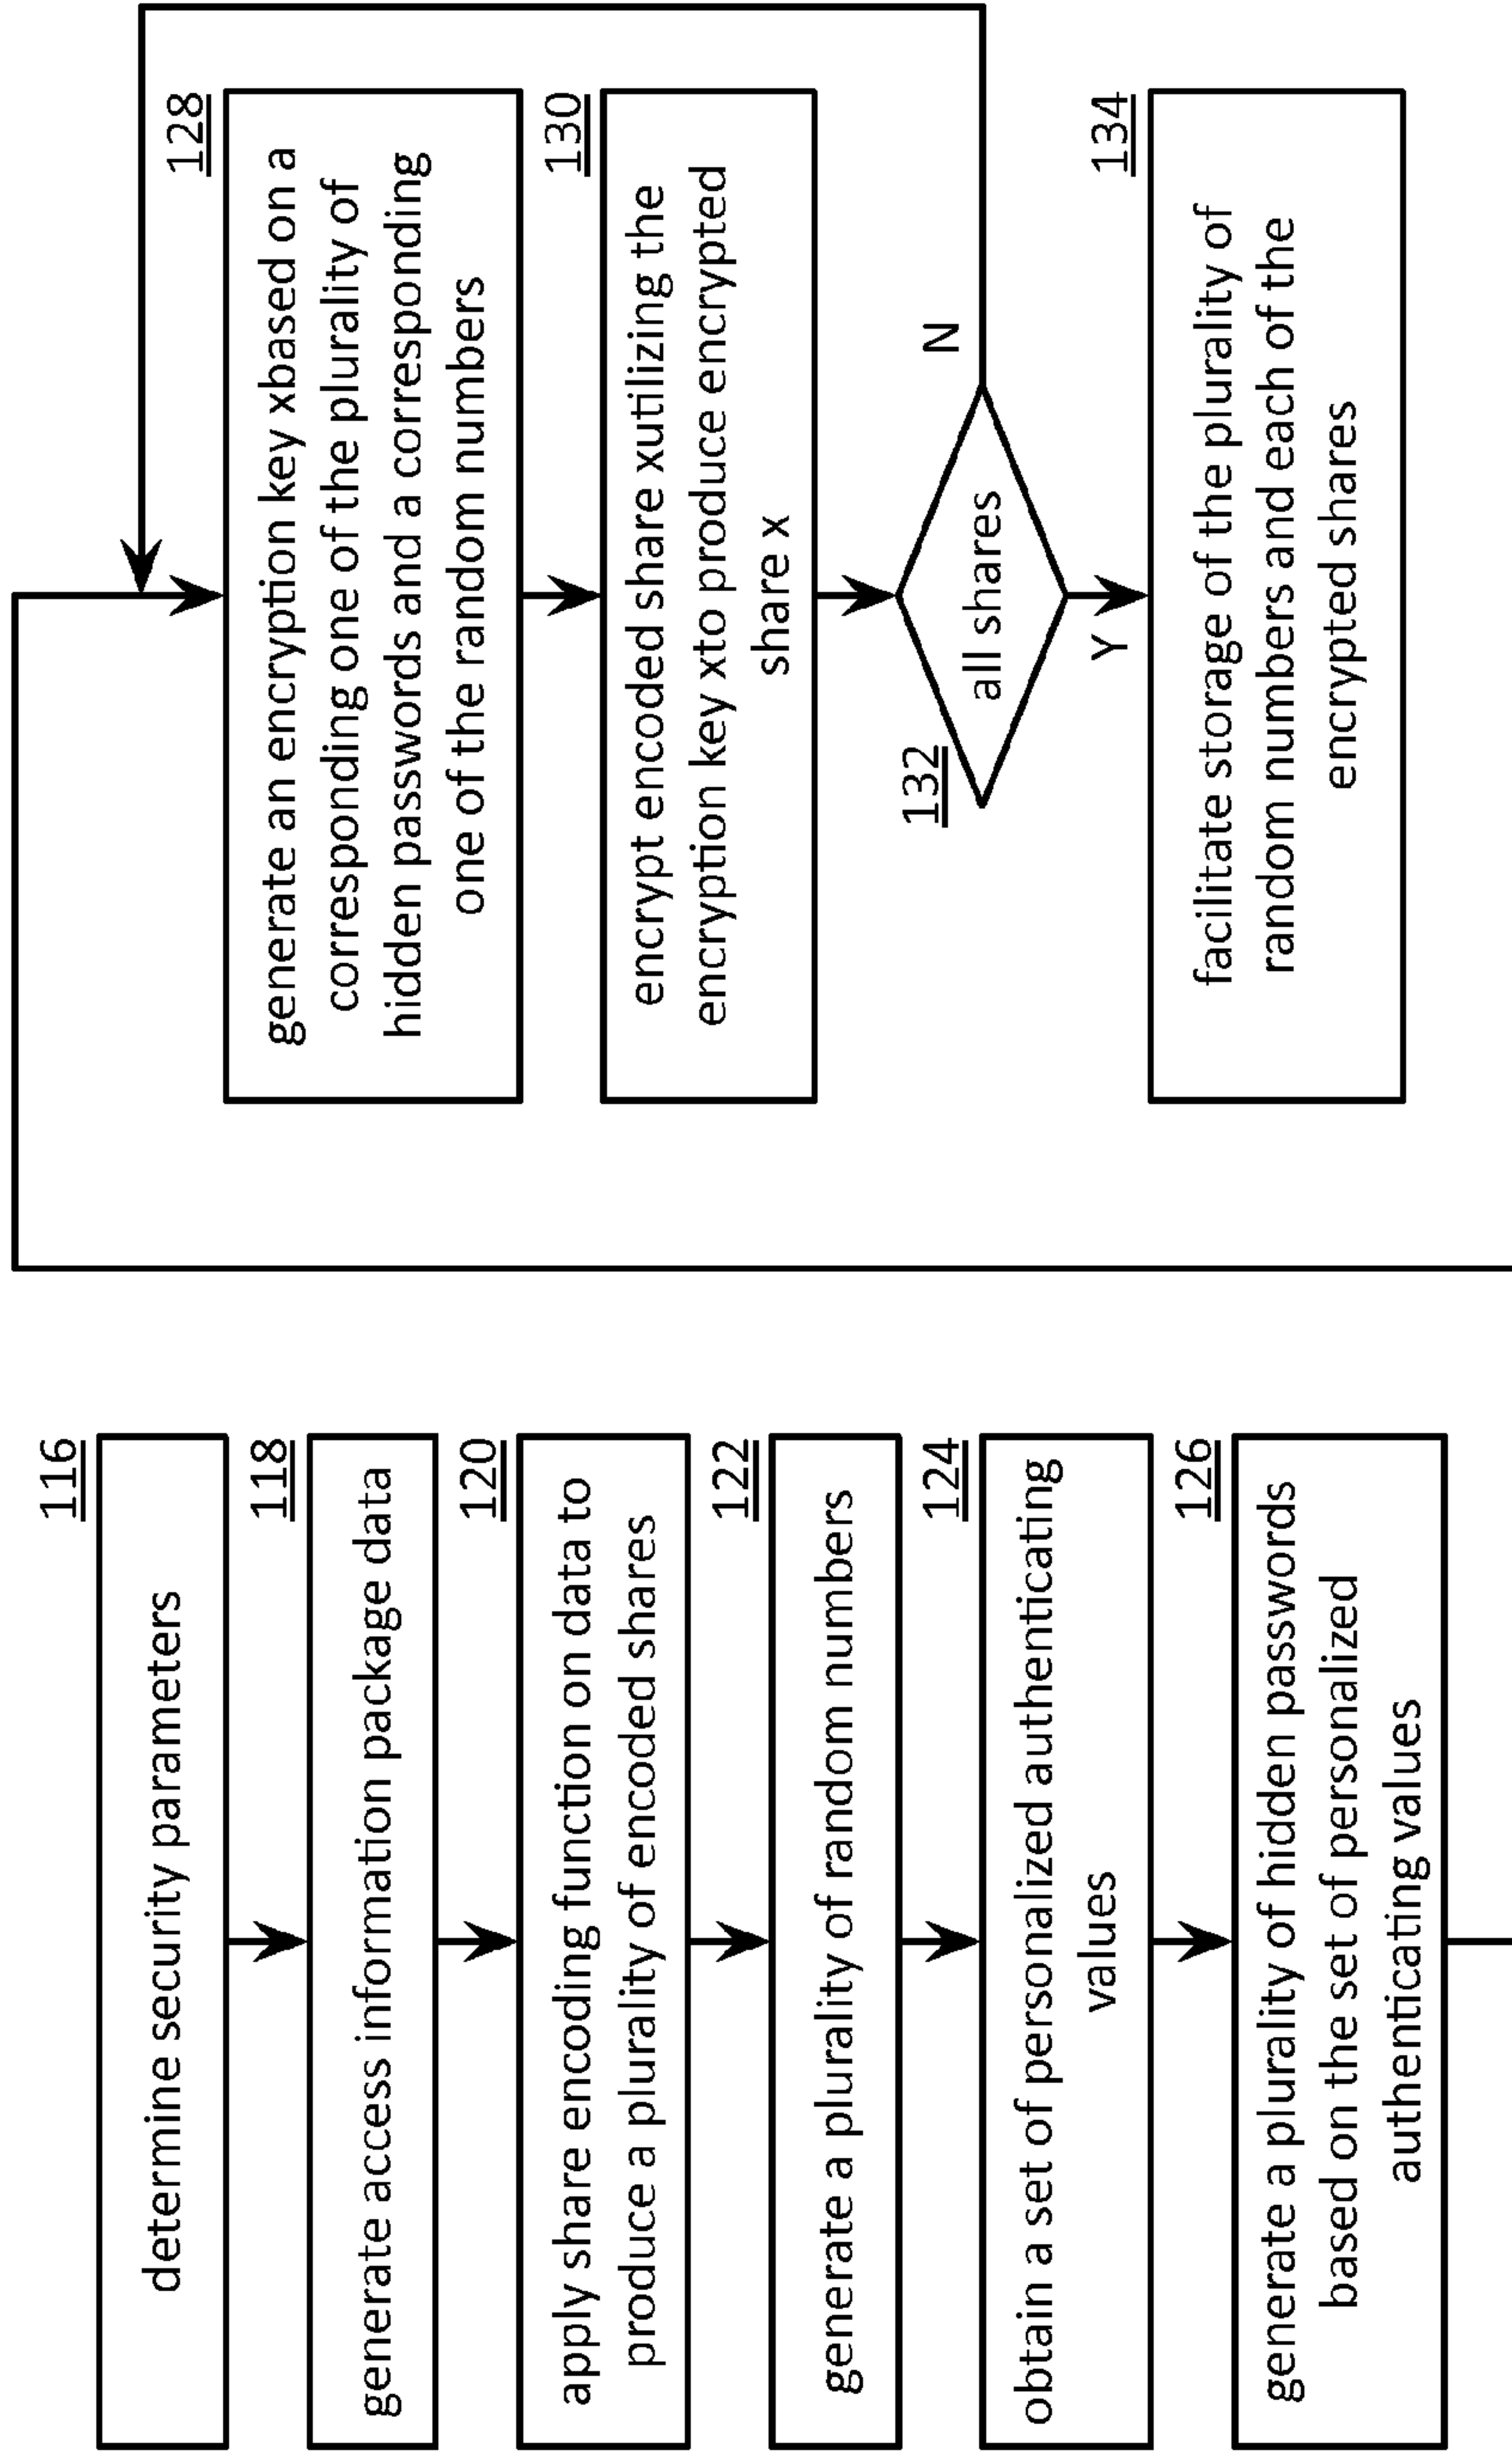 116
determine security parameters
118
generate access information package data
120
apply share encoding function on data to
produce a plurality of encoded shares
122
generate a plurality of random numbers
124
obtain a set of personalized authenticating
values
126
generate a plurality of hidden passwords
based on the set of personalized
authenticating values
128
generate an encryption key xbased on a
corresponding one of the plurality of
hidden passwords and a corresponding
one of the random numbers
130
encrypt encoded share xutilizing the
encryption key xto produce encrypted
share x
132
all shares
N
Y
134
facilitate storage of the plurality of
random numbers and each of the
encrypted shares